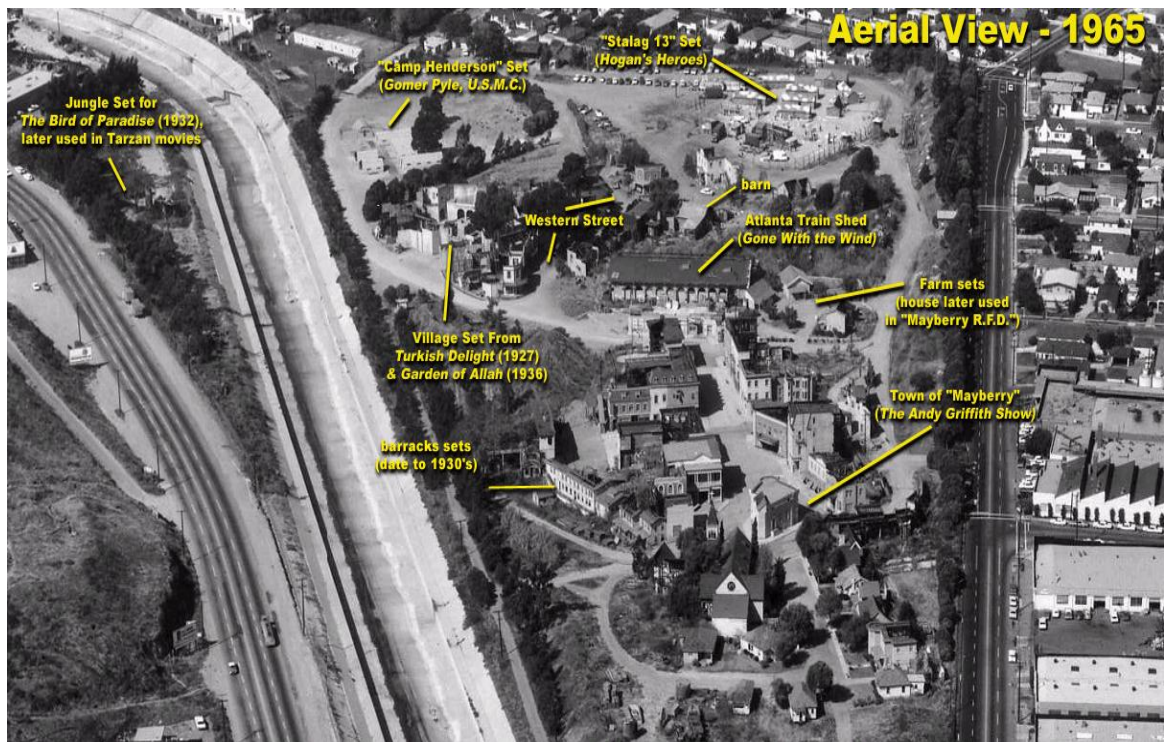 Aerial View - 1965
"Stalag 13" Set
(Hogan's Heroes)
"Camp Henderson" Set
(Gomer Pyle, U.S.M.C.)
Jungle Set for
The Bird of Paradise (1932),
later used in Tarzan movies
barn
Western Street
Atlanta Train Shed
(Gone With the Wind)
Farm sets
(house later used
in "Mayberry R.F.D.")
Village Set From
Turkish Delight (1927)
& Garden of Allah (1936)
Town of "Mayberry"
(The Andy Griffith Show)
barracks sets
(date to 1930's)